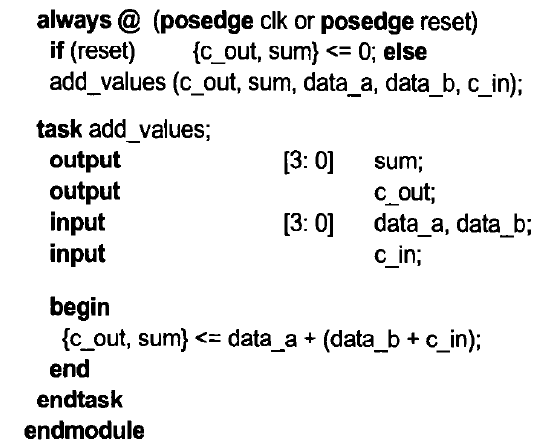 always @ (posedge clk or posedge reset)
if (reset) {c_out, sum} <= 0; else
add_values (c_out, sum, data_a, data_b, c_in);
task add_values;
output [3: 0] sum;
output c_out;
input [3: 0] data_a, data_b;
input c_in;
begin
{c_out, sum} <= data_a + (data_b + c_in);
end
endtask
endmodule